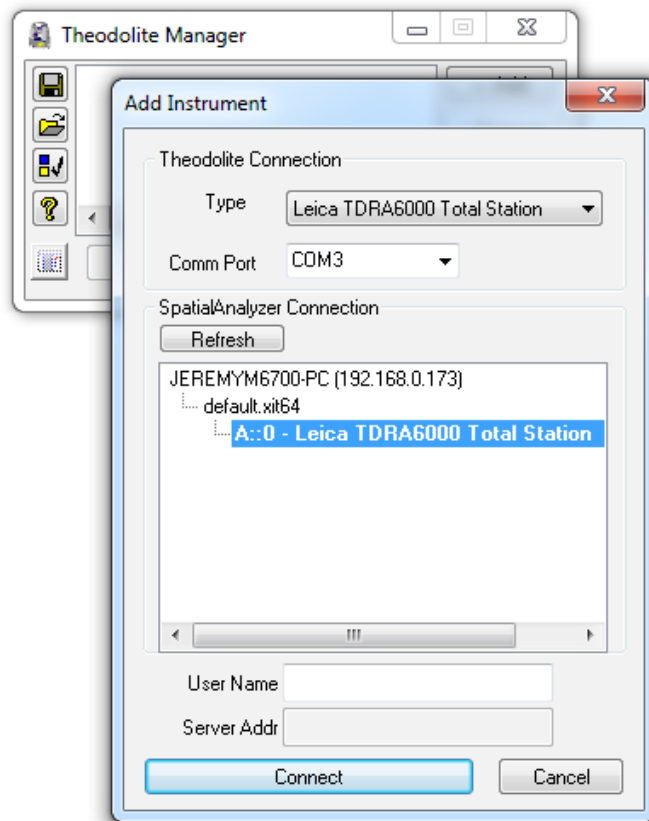 Theodolite Manager
Add Instrument
Theodolite Connection
Type Leica TDRA6000 Total Station
Comm Port COM3
SpatialAnalyzer Connection
Refresh
JEREMYM6700-PC (192.168.0.173)
default.xit64
A::0 - Leica TDRA6000 Total Station
User Name
Server Addr
Connect Cancel